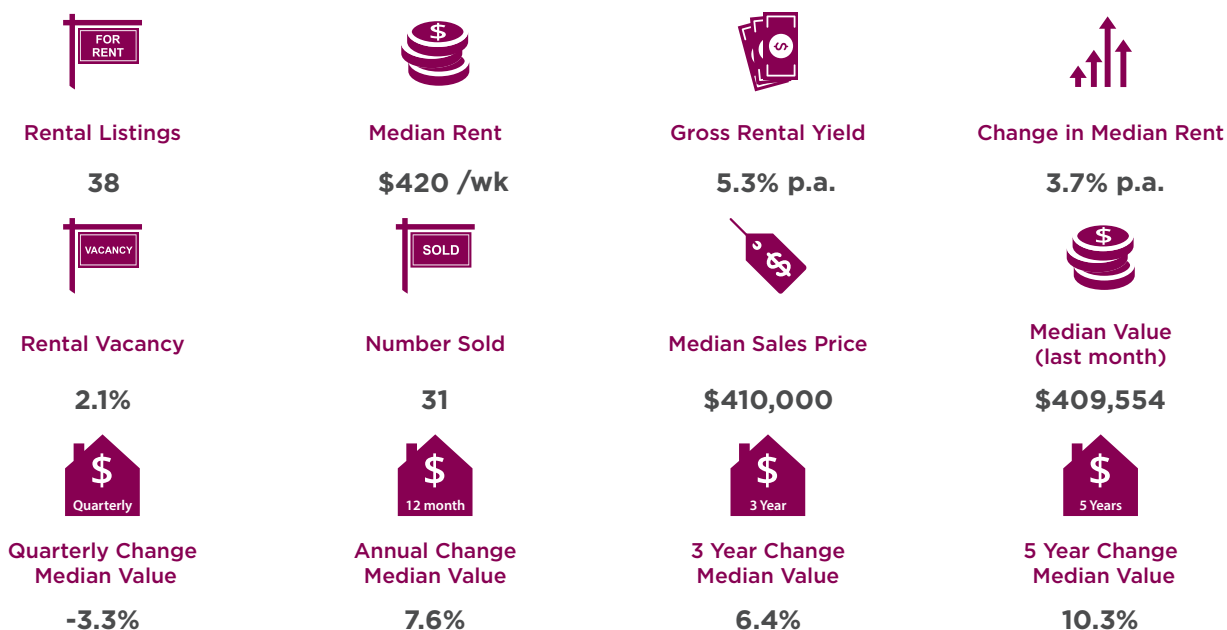 FOR
RENT
$
$
Rental Listings
Median Rent
Gross Rental Yield
Change in Median Rent
38
$420 /wk
5.3% p.a.
3.7% p.a.
VACANCY
SOLD
$
$
Rental Vacancy
Number Sold
Median Sales Price
Median Value
(last month)
2.1%
31
$410,000
$409,554
$
Quarterly
$
12 month
$
3 Year
$
5 Years
Quarterly Change
Median Value
Annual Change
Median Value
3 Year Change
Median Value
5 Year Change
Median Value
-3.3%
7.6%
6.4%
10.3%